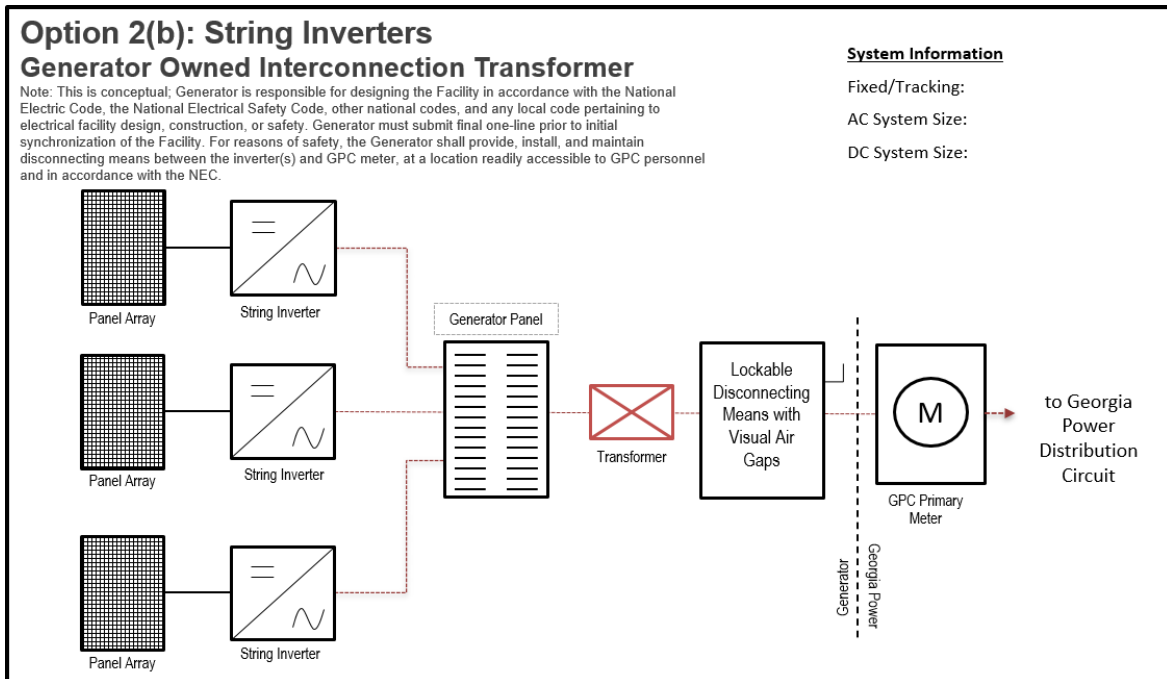 Option 2(b): String Inverters
Generator Owned Interconnection Transformer
Note: This is conceptual; Generator is responsible for designing the Facility in accordance with the National
Electric Code, the National Electrical Safety Code, other national codes, and any local code pertaining to
electrical facility design, construction, or safety. Generator must submit final one-line prior to initial
synchronization of the Facility. For reasons of safety, the Generator shall provide, install, and maintain
disconnecting means between the inverter(s) and GPC meter, at a location readily accessible to GPC personnel
and in accordance with the NEC.
System Information
Fixed/Tracking:
AC System Size:
DC System Size:
Panel Array
String Inverter
Generator Panel
Panel Array
String Inverter
Transformer
Lockable
Disconnecting
Means with
Visual Air
Gaps
M
GPC Primary
Meter
to Georgia
Power
Distribution
Circuit
Generator
Georgia Power
Panel Array
String Inverter